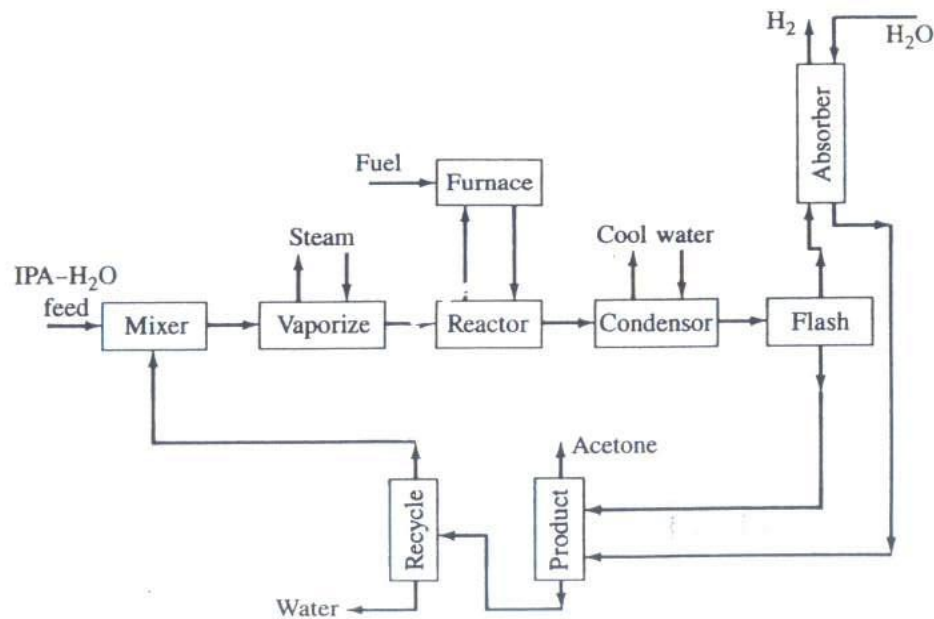 H₂
H₂O
Absorber
Fuel
Furnace
Steam
Cool water
IPA–H₂O
feed
Mixer
Vaporize
Reactor
Condensor
Flash
Acetone
Recycle
Product
Water